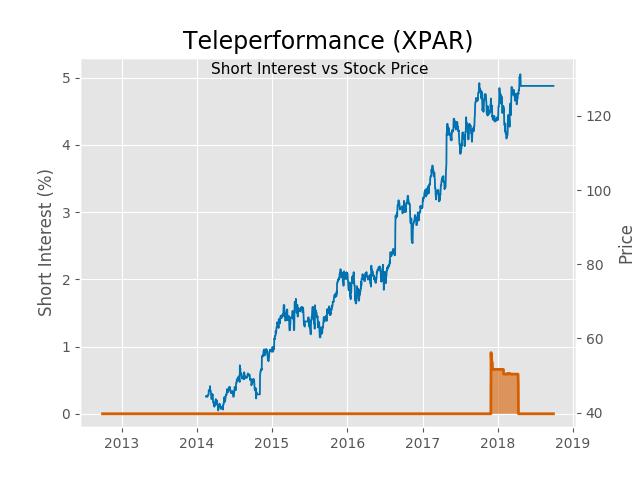 Teleperformance (XPAR)
Short Interest vs Stock Price
Short Interest (%)
5
4
3
2
1
0
120
100
80
60
40
Price
2013 2014 2015 2016 2017 2018 2019